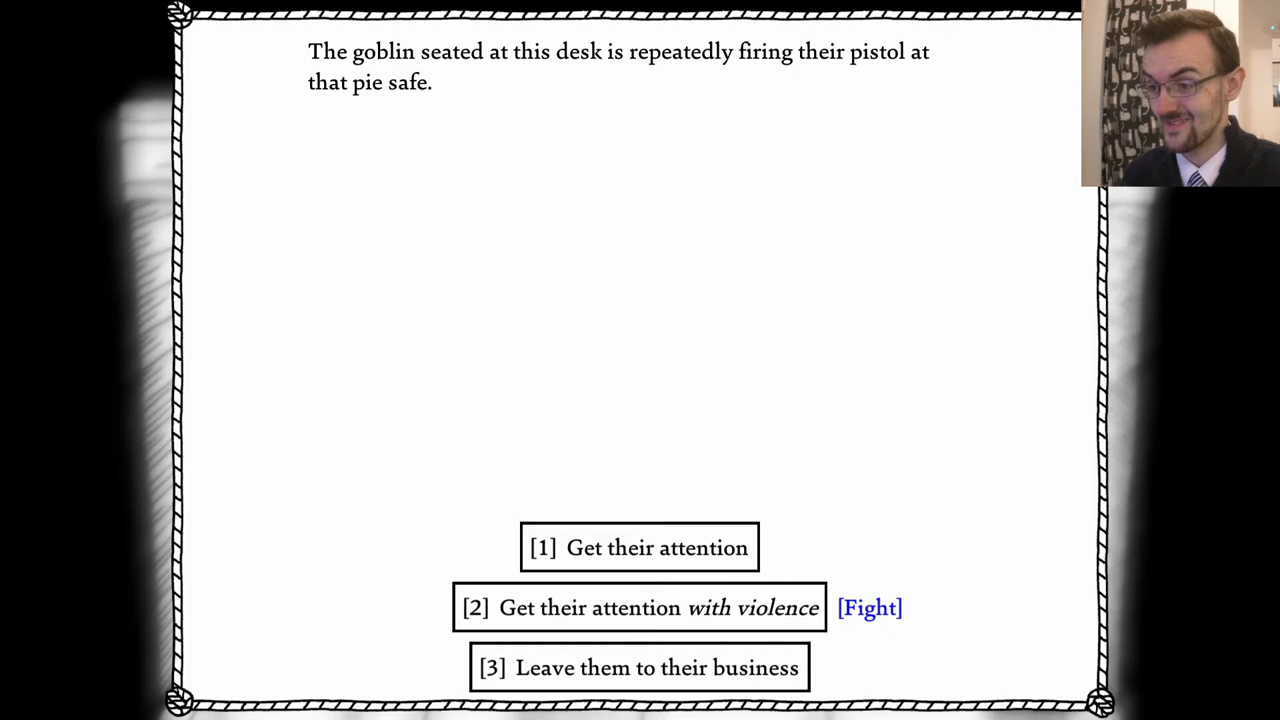 The goblin seated at this desk is repeatedly firing their pistol at
that pie safe.
[1] Get their attention
[2] Get their attention with violence [Fight]
[3] Leave them to their business